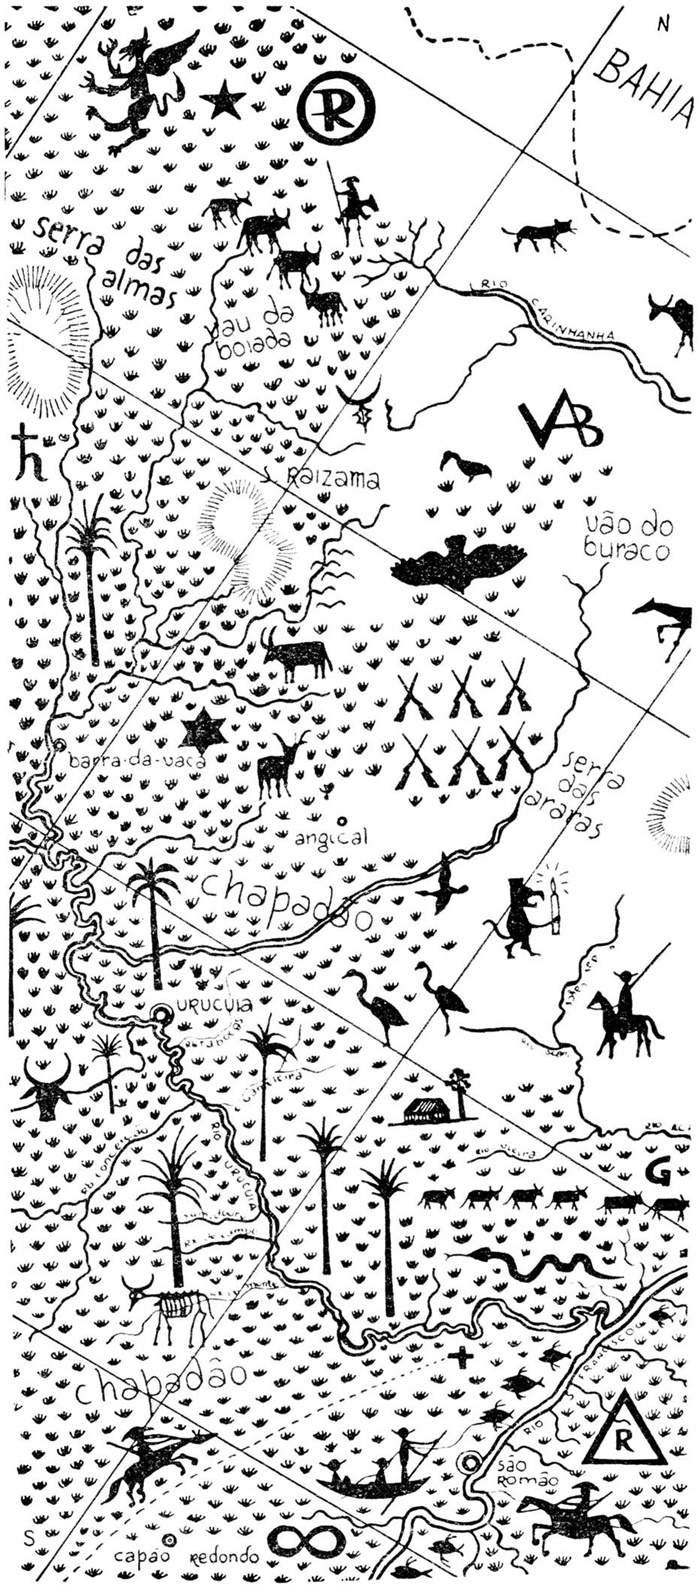 N
BAHIA
R
serra das
almas
vau da
boiada
RIO CARINHANHA
VAB
S. RAIZAMA
vão do
buraco
barra-da-vaca
serra
das
araras
angical
chapadão
URUCUIA
RIO URUCUIA
G
chapadão
R
RIO S. FRANCISCO
são
romão
S
capão redondo